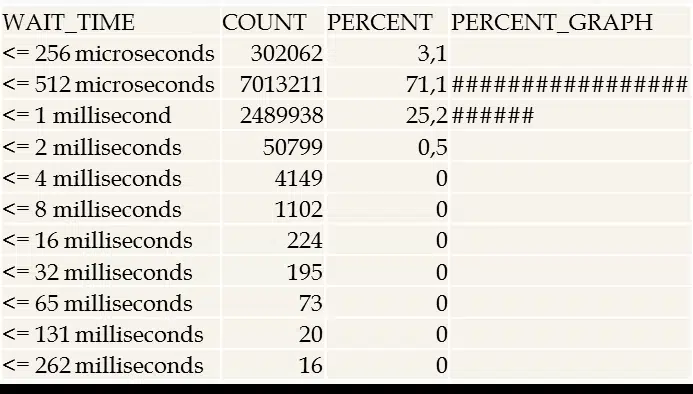 WAIT_TIME COUNT PERCENT PERCENT_GRAPH
<= 256 microseconds 302062 3,1
<= 512 microseconds 7013211 71,1 #################
<= 1 millisecond 2489938 25,2 ######
<= 2 milliseconds 50799 0,5
<= 4 milliseconds 4149 0
<= 8 milliseconds 1102 0
<= 16 milliseconds 224 0
<= 32 milliseconds 195 0
<= 65 milliseconds 73 0
<= 131 milliseconds 20 0
<= 262 milliseconds 16 0